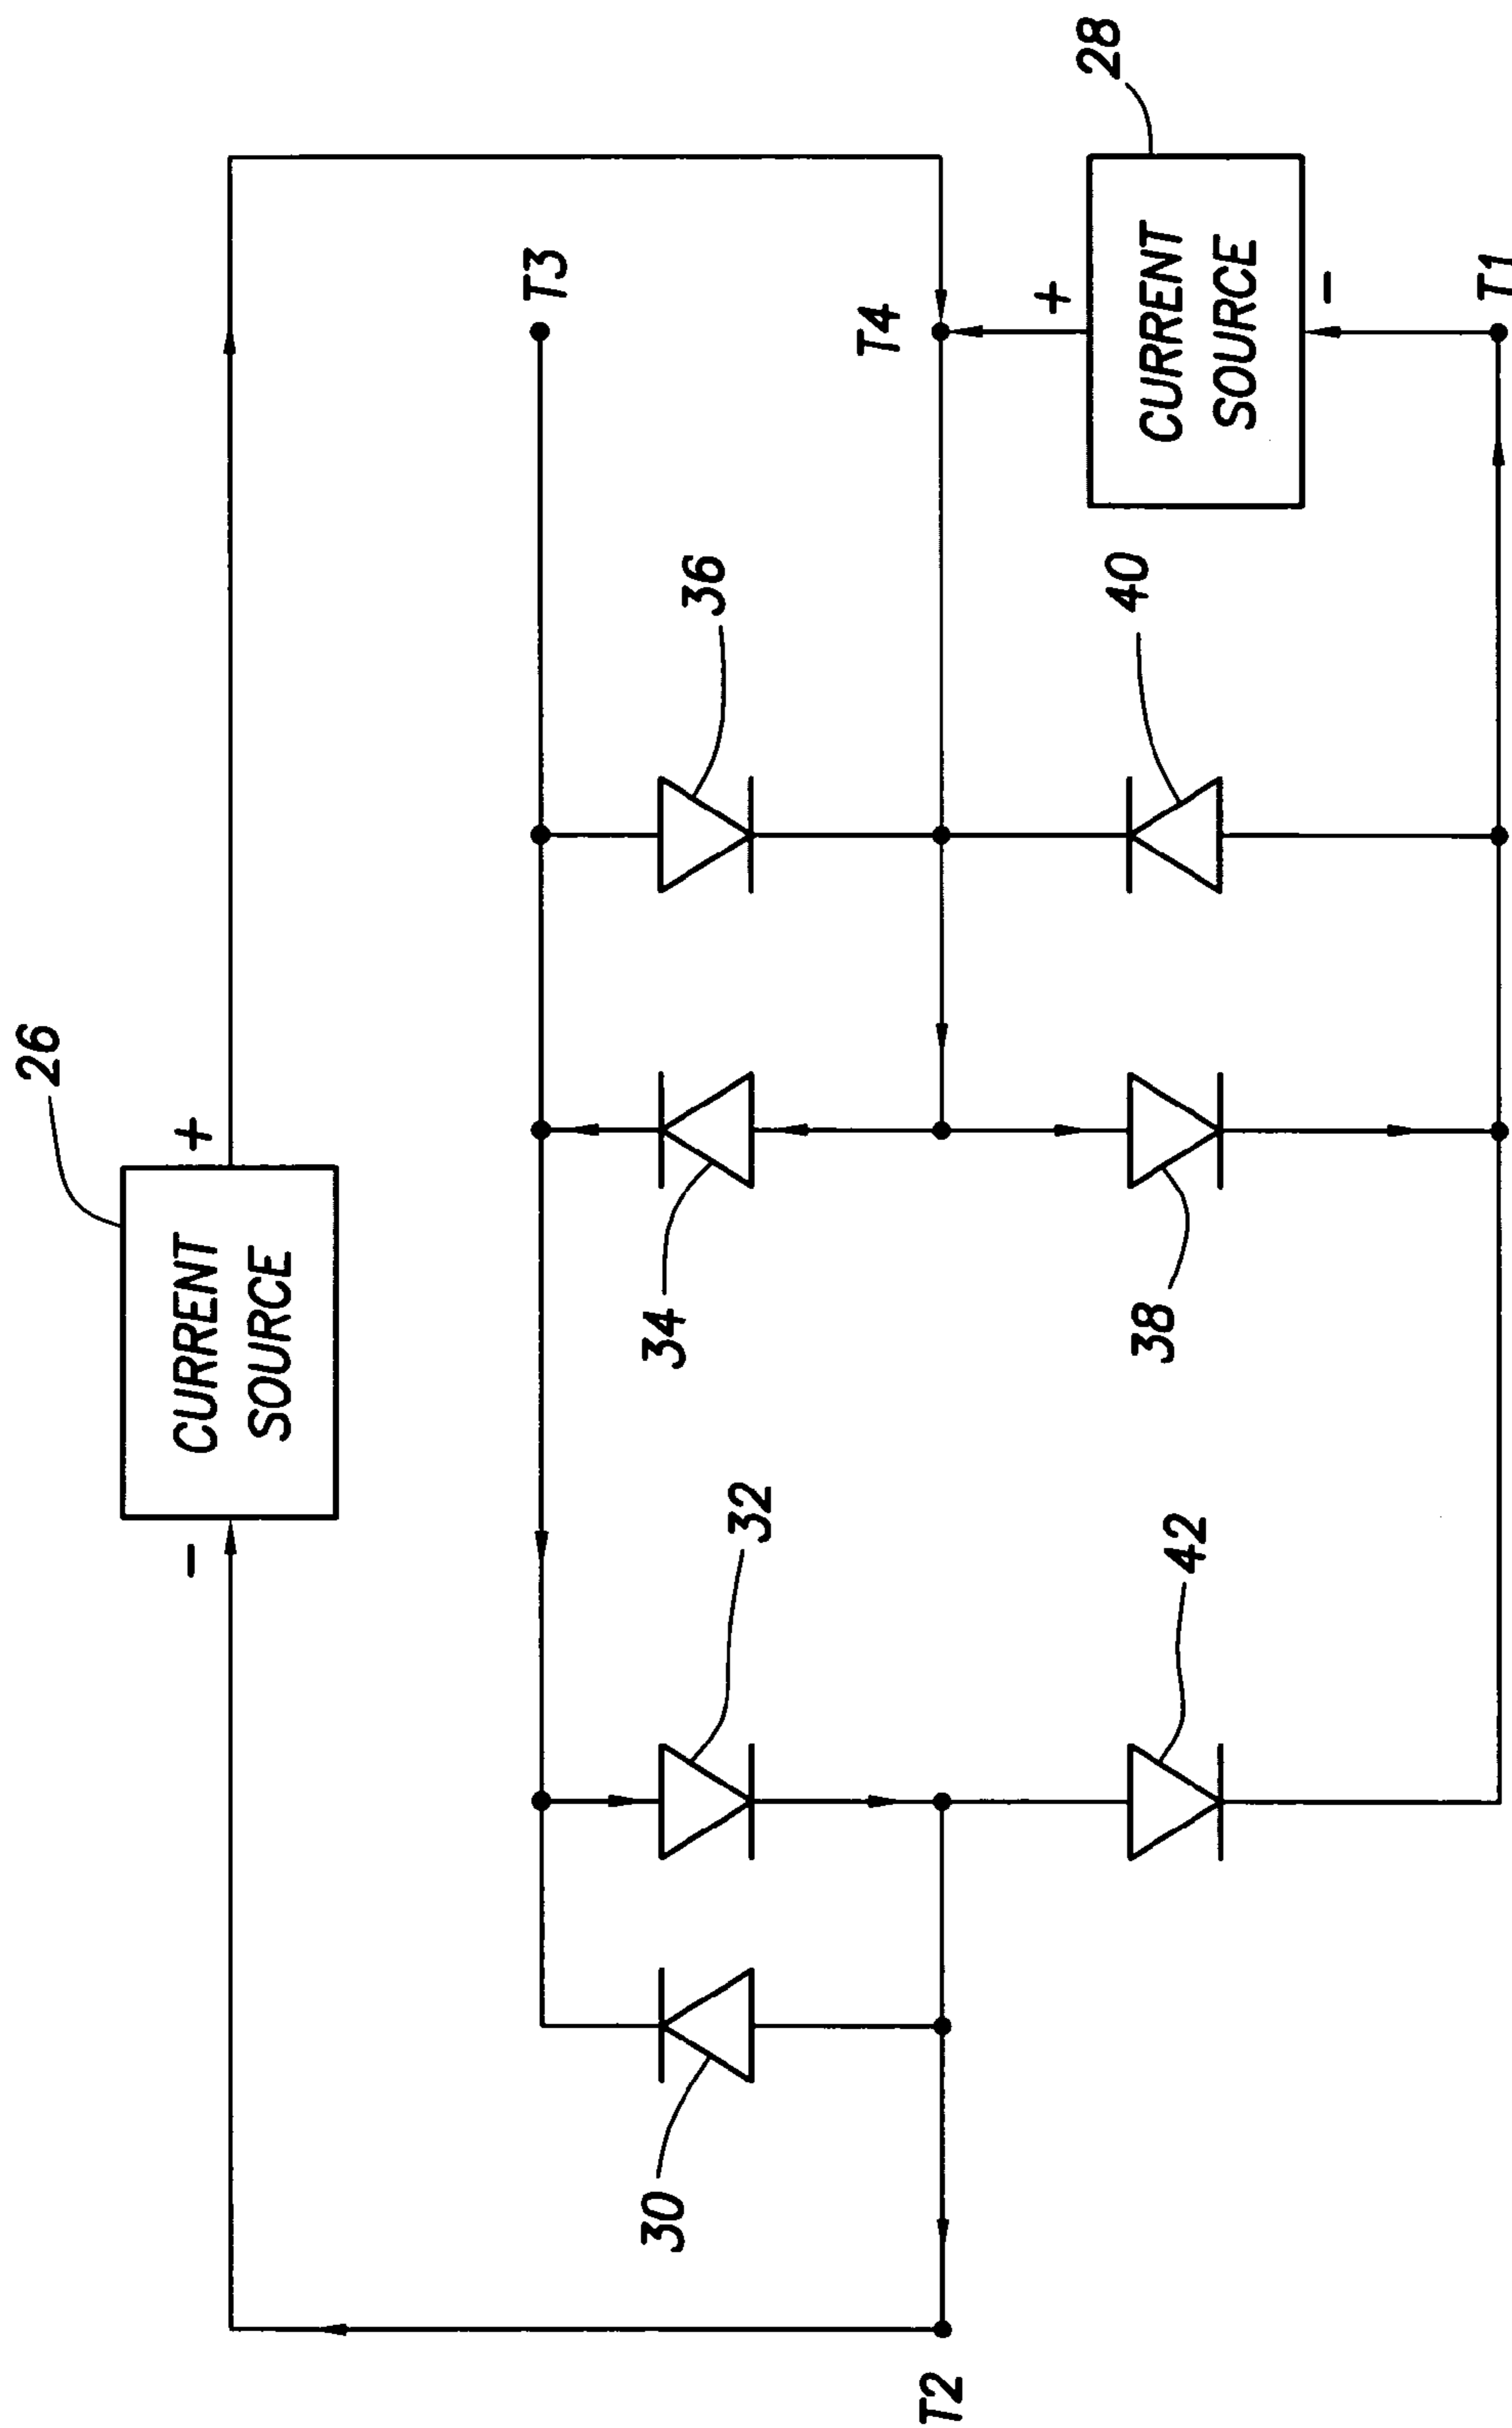 26
-
CURRENT
SOURCE
+
T3
30
32
34
36
T4
T2
28
+
42
38
40
CURRENT
SOURCE
-
T1